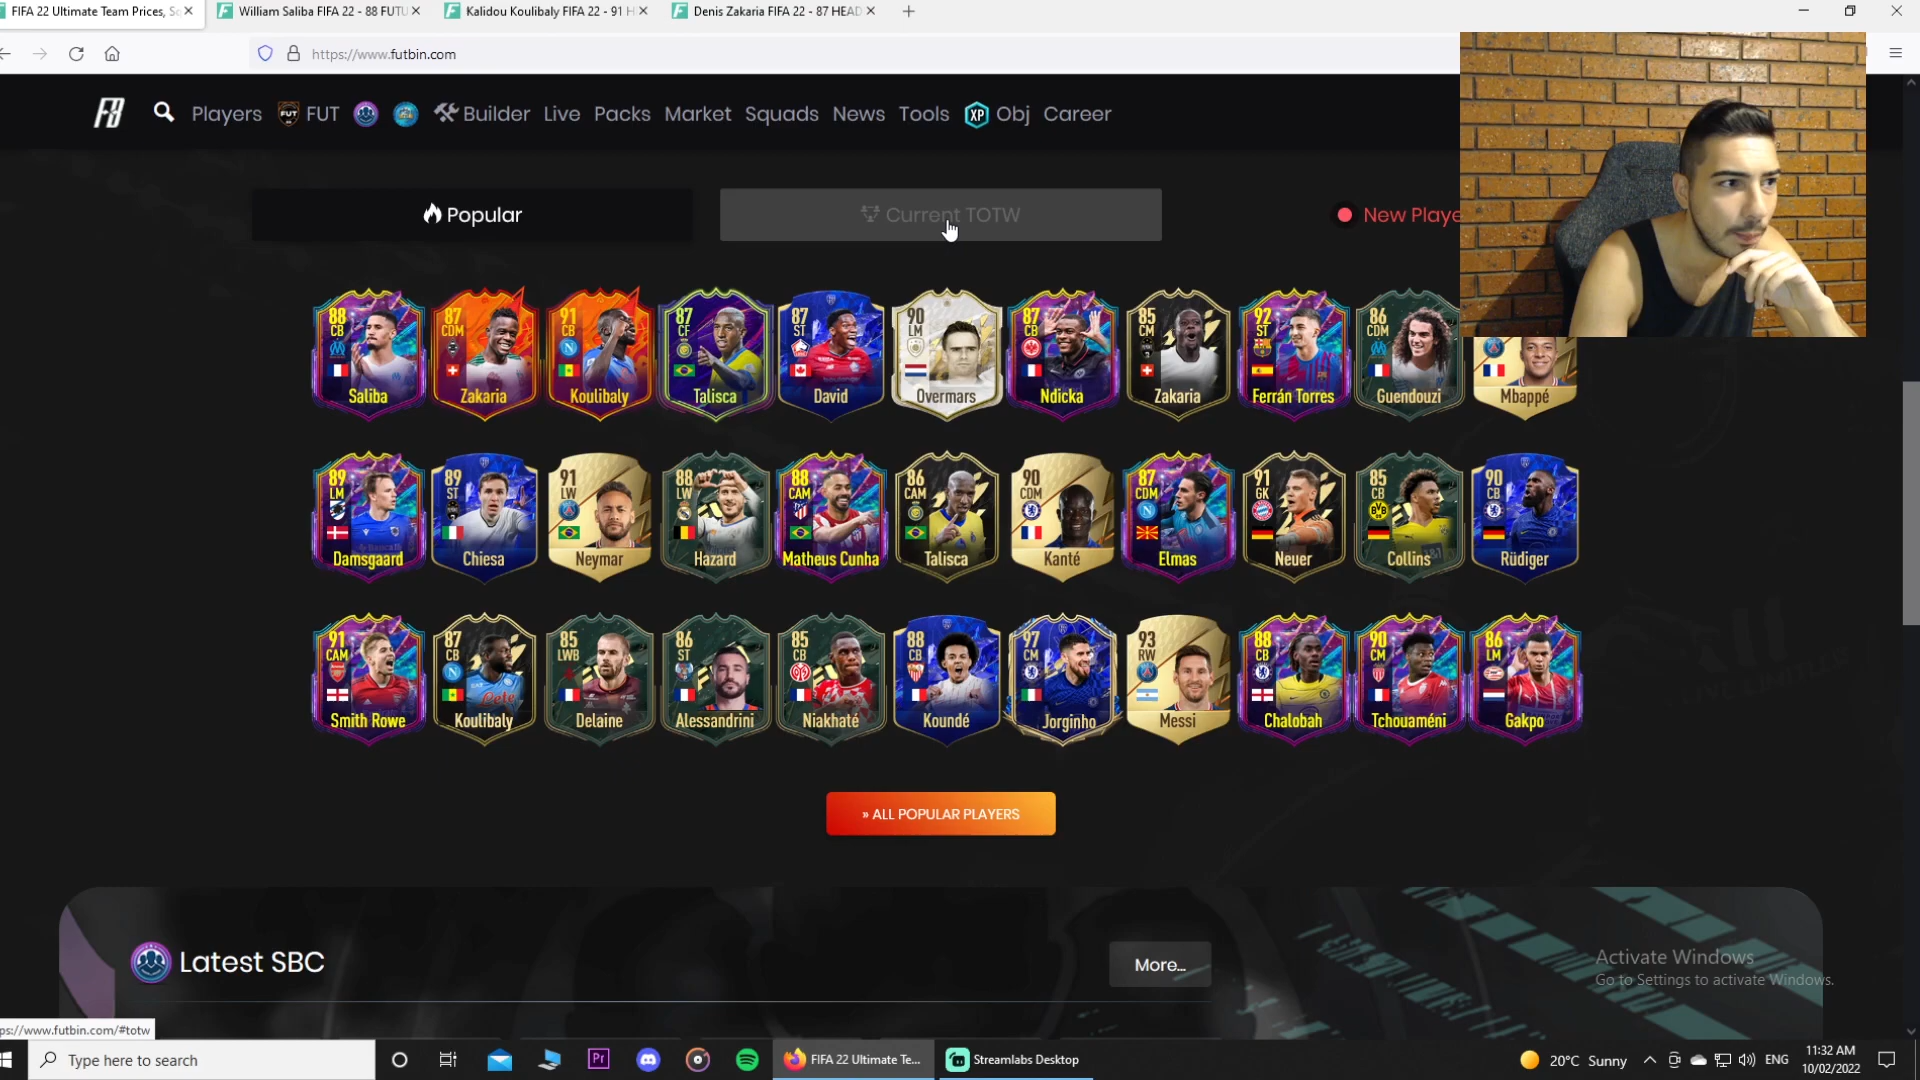 FIFA 22 Ultimate Team Prices, Sq
William Saliba FIFA 22 - 88 FUTU
Kalidou Koulibaly FIFA 22 - 91 H
Denis Zakaria FIFA 22 - 87 HEAD
https://www.futbin.com
Players FUT Builder Live Packs Market Squads News Tools XP Obj Career
Popular
Current TOTW
New Playe
88 CB Saliba
87 CDM Zakaria
91 CB Koulibaly
87 CF Talisca
87 ST David
90 LM Overmars
87 CB Ndicka
85 CM Zakaria
92 ST Ferrán Torres
86 CDM Guendouzi
Mbappé
89 LM Damsgaard
89 ST Chiesa
91 LW Neymar
88 LW Hazard
88 CAM Matheus Cunha
86 CAM Talisca
90 CDM Kanté
87 CDM Elmas
91 GK Neuer
85 CB Collins
90 CB Rüdiger
91 CAM Smith Rowe
87 CB Koulibaly
85 LWB Delaine
86 ST Alessandrini
85 CB Niakhaté
88 CB Koundé
97 CM Jorginho
93 RW Messi
88 CB Chalobah
90 CM Tchouaméni
86 LM Gakpo
» ALL POPULAR PLAYERS
Latest SBC
More...
Activate Windows
Go to Settings to activate Windows.
ps://www.futbin.com/#totw
Type here to search
Pr
FIFA 22 Ultimate Te...
Streamlabs Desktop
20°C Sunny
ENG
11:32 AM
10/02/2022